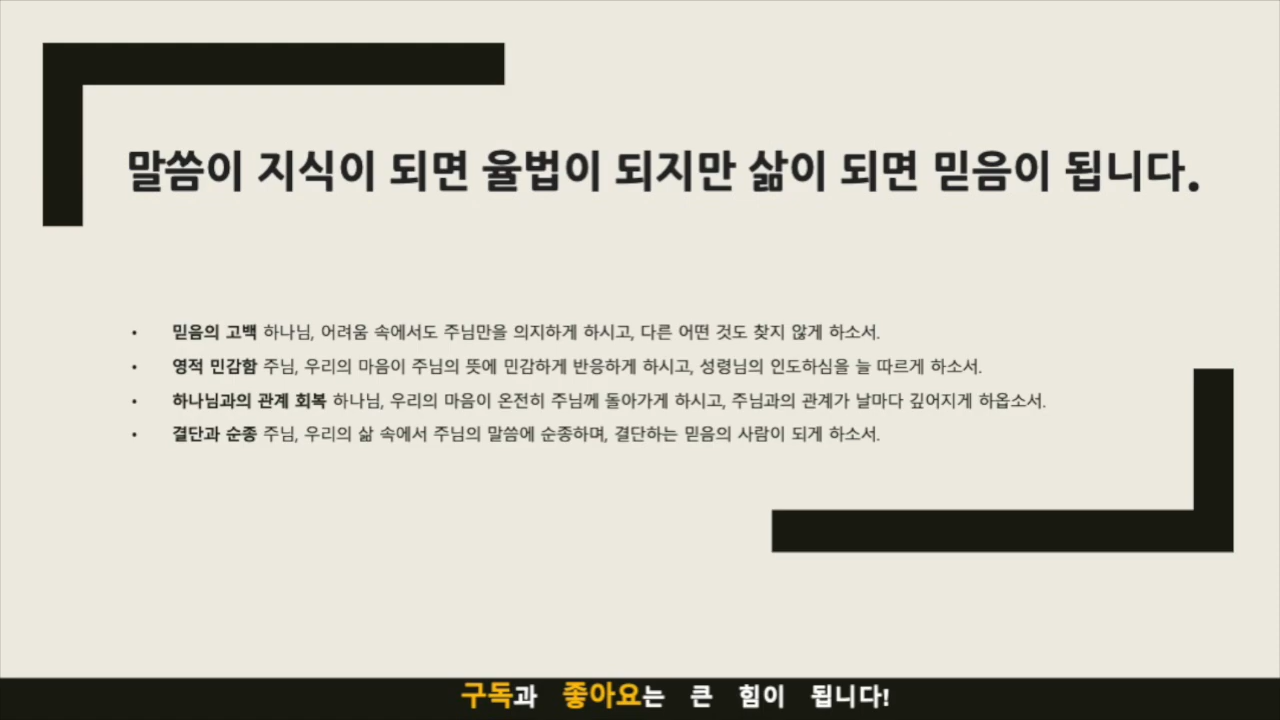 말씀이 지식이 되면 율법이 되지만 삶이 되면 믿음이 됩니다.
• 믿음의 고백 하나님, 어려움 속에서도 주님만을 의지하게 하시고, 다른 어떤 것도 찾지 않게 하소서.
• 영적 민감함 주님, 우리의 마음이 주님의 뜻에 민감하게 반응하게 하시고, 성령님의 인도하심을 늘 따르게 하소서.
• 하나님과의 관계 회복 하나님, 우리의 마음이 온전히 주님께 돌아가게 하시고, 주님과의 관계가 날마다 깊어지게 하옵소서.
• 결단과 순종 주님, 우리의 삶 속에서 주님의 말씀에 순종하며, 결단하는 믿음의 사람이 되게 하소서.
구독과 좋아요는 큰 힘이 됩니다!